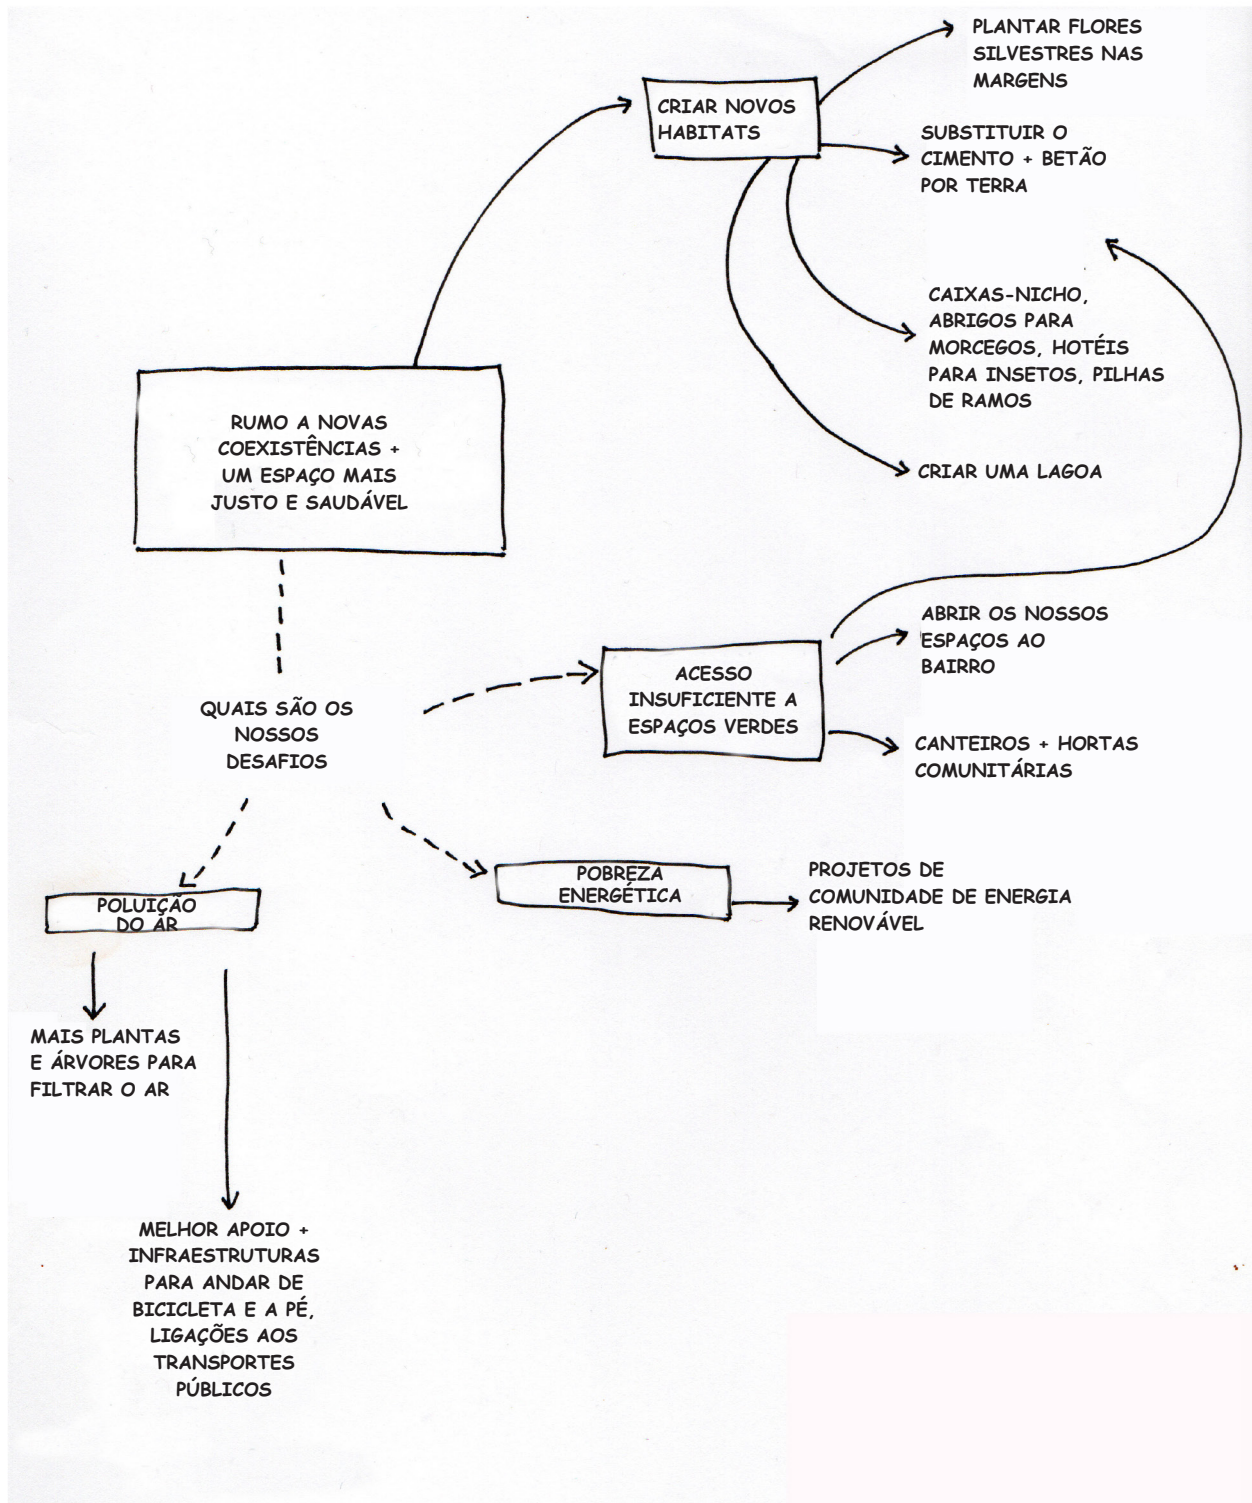 PLANTAR FLORES
SILVESTRES NAS
MARGENS
CRIAR NOVOS
HABITATS
SUBSTITUIR O
CIMENTO + BETÃO
POR TERRA
CAIXAS-NICHO,
ABRIGOS PARA
MORCEGOS, HOTÉIS
PARA INSETOS, PILHAS
DE RAMOS
CRIAR UMA LAGOA
RUMO A NOVAS
COEXISTÊNCIAS +
UM ESPAÇO MAIS
JUSTO E SAUDÁVEL
QUAIS SÃO OS
NOSSOS
DESAFIOS
ACESSO
INSUFICIENTE A
ESPAÇOS VERDES
ABRIR OS NOSSOS
ESPAÇOS AO
BAIRRO
CANTEIROS + HORTAS
COMUNITÁRIAS
POBREZA
ENERGÉTICA
PROJETOS DE
COMUNIDADE DE ENERGIA
RENOVÁVEL
POLUIÇÃO
DO AR
MAIS PLANTAS
E ÁRVORES PARA
FILTRAR O AR
MELHOR APOIO +
INFRAESTRUTURAS
PARA ANDAR DE
BICICLETA E A PÉ,
LIGAÇÕES AOS
TRANSPORTES
PÚBLICOS